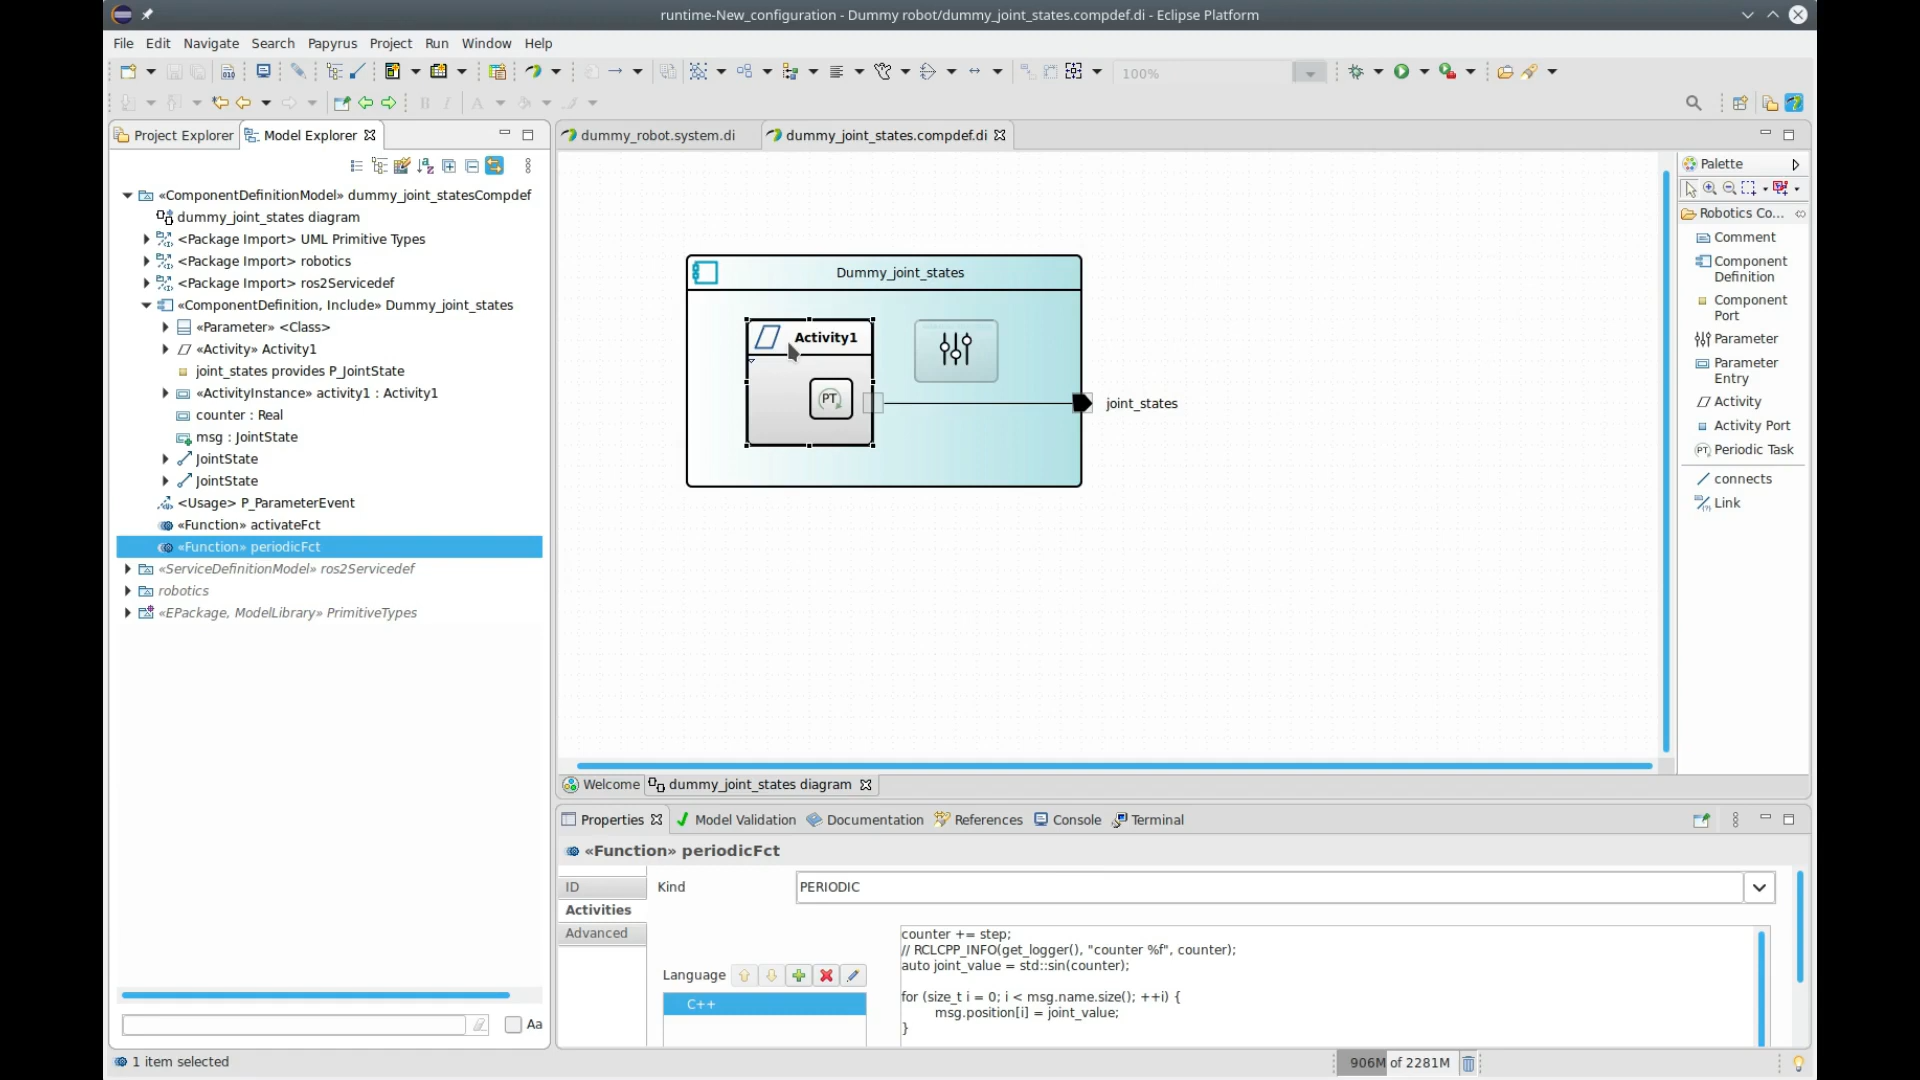 runtime-New_configuration - Dummy robot/dummy_joint_states.compdef.di - Eclipse Platform
File Edit Navigate Search Papyrus Project Run Window Help
100%
Project Explorer Model Explorer
dummy_robot.system.di dummy_joint_states.compdef.di
«ComponentDefinitionModel» dummy_joint_statesCompdef
dummy_joint_states diagram
<Package Import> UML Primitive Types
<Package Import> robotics
<Package Import> ros2Servicedef
«ComponentDefinition, Include» Dummy_joint_states
«Parameter» <Class>
«Activity» Activity1
joint_states provides P_JointState
«ActivityInstance» activity1 : Activity1
counter : Real
msg : JointState
JointState
JointState
<Usage> P_ParameterEvent
«Function» activateFct
«Function» periodicFct
«ServiceDefinitionModel» ros2Servicedef
robotics
«EPackage, ModelLibrary» PrimitiveTypes
Aa
1 item selected
Dummy_joint_states
Activity1
PT
joint_states
Palette
Robotics Co...
Comment
Component
Definition
Component
Port
Parameter
Parameter
Entry
Activity
Activity Port
PT Periodic Task
connects
Link
Welcome dummy_joint_states diagram
Properties Model Validation Documentation References Console Terminal
«Function» periodicFct
ID
Activities
Advanced
Kind
PERIODIC
Language
C++
counter += step;
// RCLCPP_INFO(get_logger(), "counter %f", counter);
auto joint_value = std::sin(counter);
for (size_t i = 0; i < msg.name.size(); ++i) {
msg.position[i] = joint_value;
}
906M of 2281M